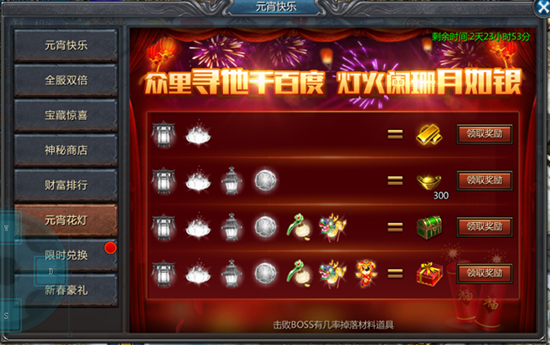 元宵快乐
剩余时间:2天23小时53分
元宵快乐
全服双倍
宝藏惊喜
神秘商店
财富排行
元宵花灯
限时兑换
新春豪礼
众里寻他千百度 灯火阑珊月如银
= 领取奖励
= 300 领取奖励
= 领取奖励
= 领取奖励
击败BOSS有几率掉落材料道具
W
D
S